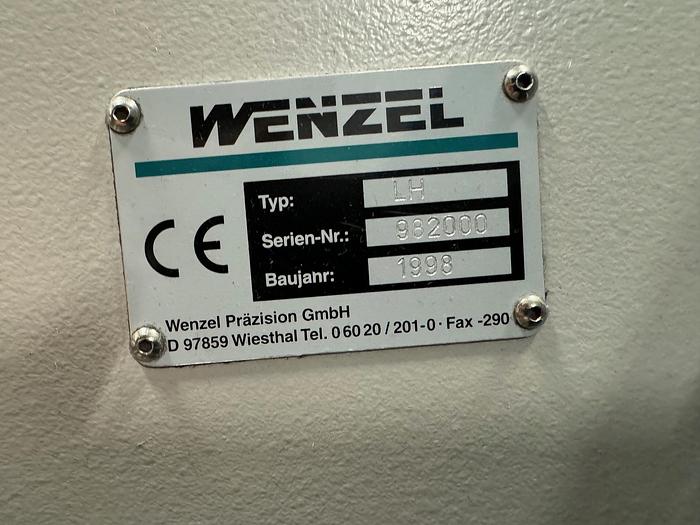 WENZEL
CE
Typ: LH
Serien-Nr.: 982000
Baujahr: 1998
Wenzel Präzision GmbH
D 97859 Wiesthal Tel. 0 60 20 / 201-0 · Fax -290